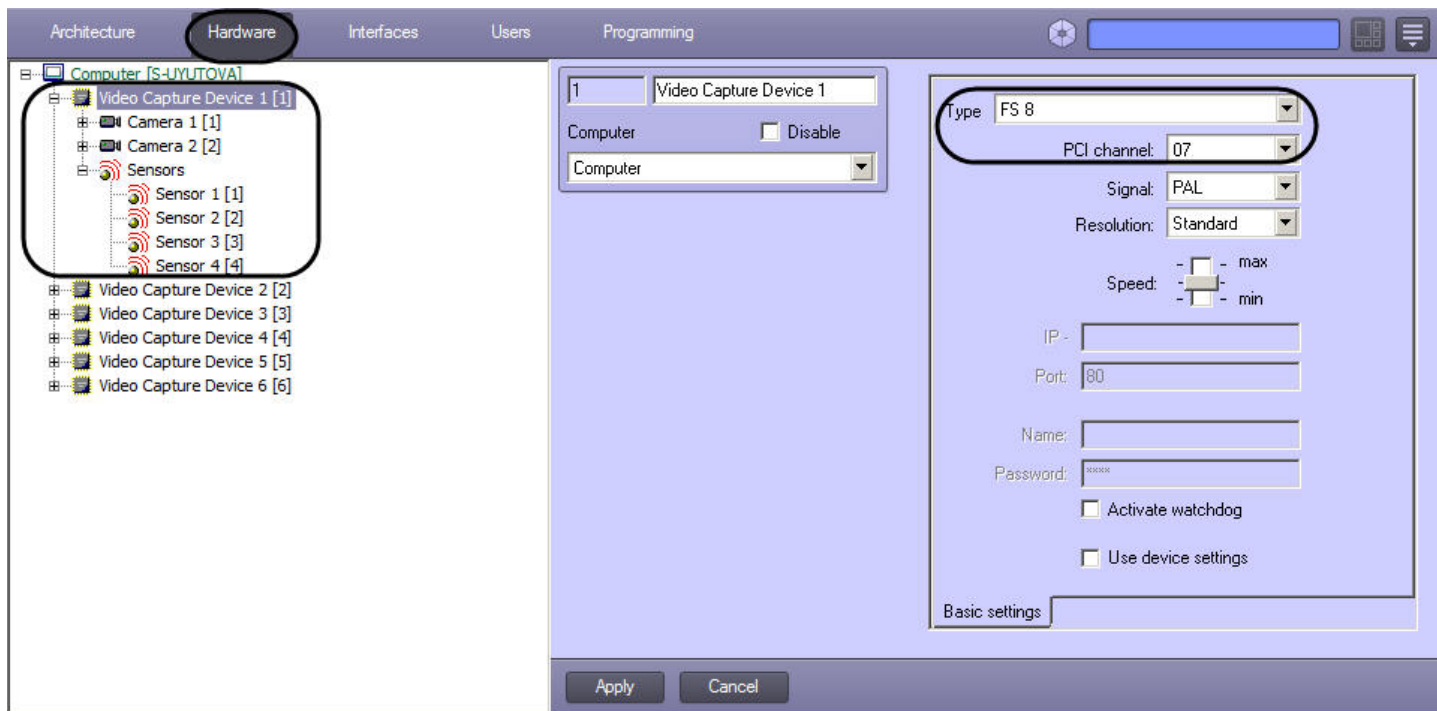 Architecture Hardware Interfaces Users Programming
Computer [S-UYUTOVA]
Video Capture Device 1 [1]
Camera 1 [1]
Camera 2 [2]
Sensors
Sensor 1 [1]
Sensor 2 [2]
Sensor 3 [3]
Sensor 4 [4]
Video Capture Device 2 [2]
Video Capture Device 3 [3]
Video Capture Device 4 [4]
Video Capture Device 5 [5]
Video Capture Device 6 [6]
1 Video Capture Device 1
Computer Disable
Computer
Type FS 8
PCI channel: 07
Signal: PAL
Resolution: Standard
max
Speed:
min
IP -
Port: 80
Name:
Password: xxxx
Activate watchdog
Use device settings
Basic settings
Apply Cancel